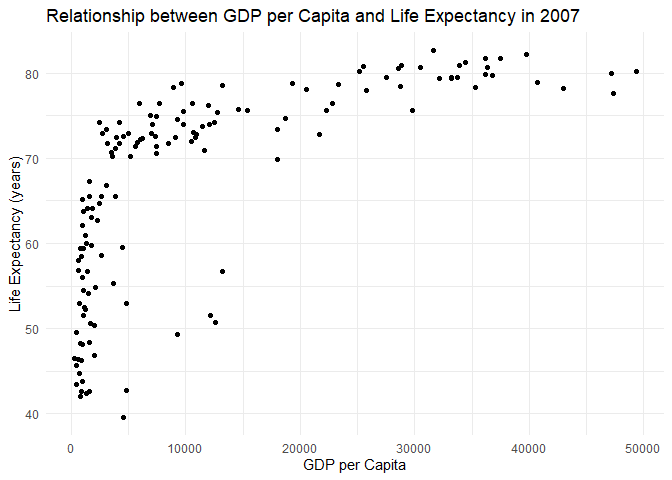 Relationship between GDP per Capita and Life Expectancy in 2007
Life Expectancy (years)
80
70
60
50
40
0 10000 20000 30000 40000 50000
GDP per Capita